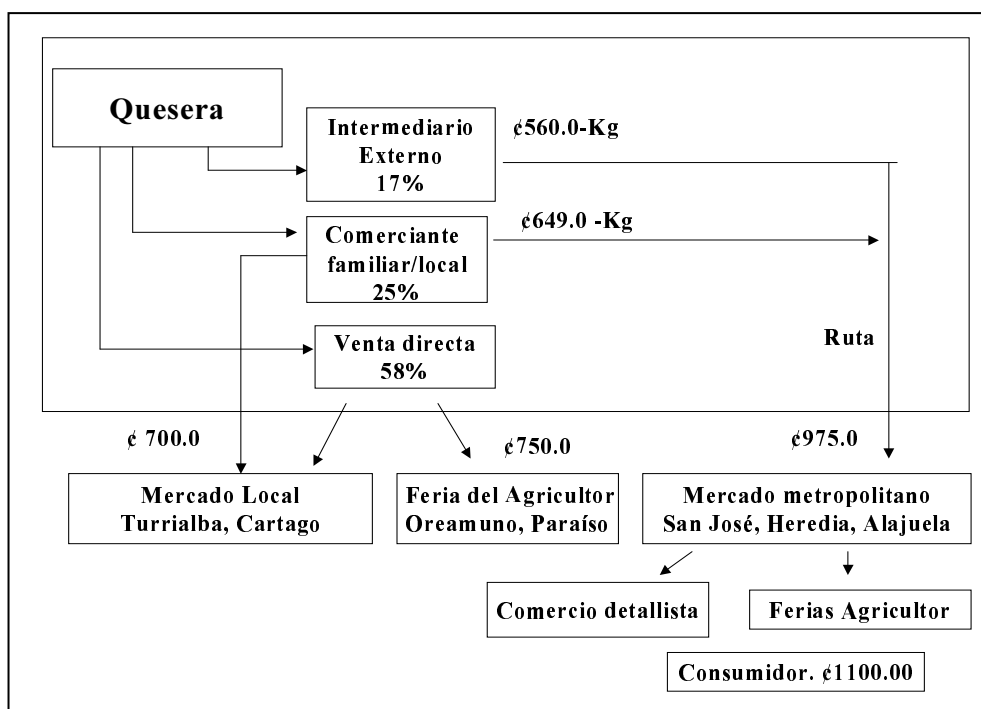 Quesera
Intermediario
Externo
17%
¢560.0-Kg
Comerciante
familiar/local
25%
¢649.0 -Kg
Venta directa
58%
Ruta
¢ 700.0
¢750.0
¢975.0
Mercado Local
Turrialba, Cartago
Feria del Agricultor
Oreamuno, Paraíso
Mercado metropolitano
San José, Heredia, Alajuela
Comercio detallista
Ferias Agricultor
Consumidor. ¢1100.00